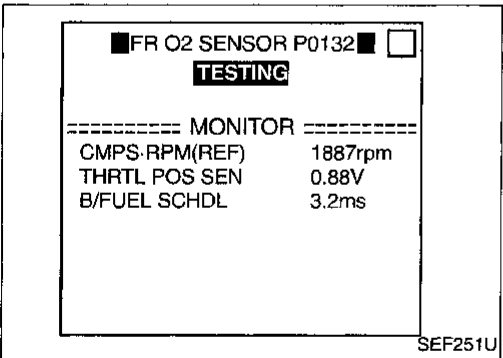 ■FR O2 SENSOR P0132■ □
TESTING
========== MONITOR ==========
CMPS·RPM(REF) 1887rpm
THRTL POS SEN 0.88V
B/FUEL SCHDL 3.2ms
SEF251U